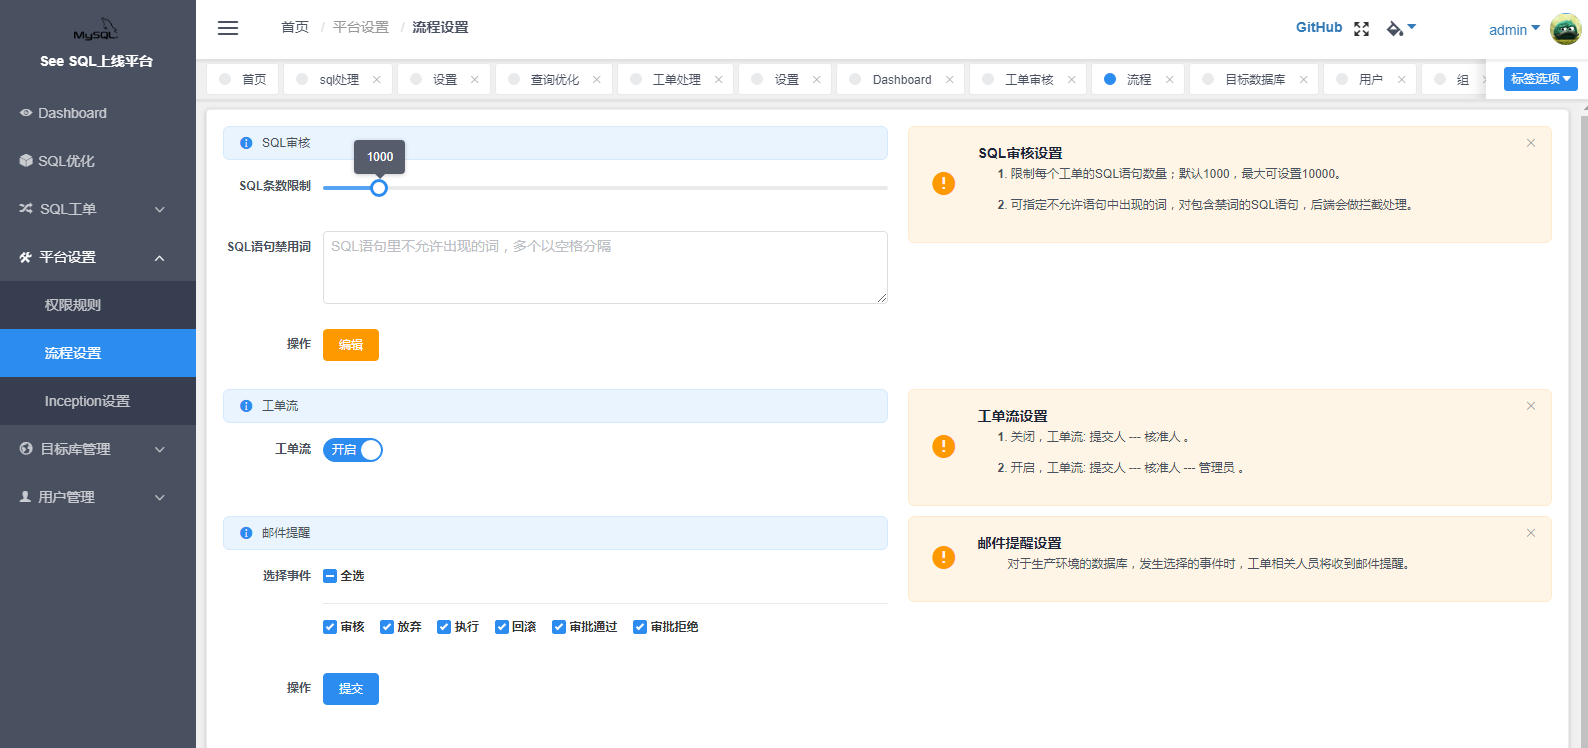 MySQL
See SQL上线平台
Dashboard
SQL优化
SQL工单
平台设置
权限规则
流程设置
Inception设置
目标库管理
用户管理
首页 / 平台设置 / 流程设置
GitHub
admin
首页
sql处理
设置
查询优化
工单处理
设置
Dashboard
工单审核
流程
目标数据库
用户
组
标签选项
SQL审核
1000
SQL条数限制
SQL语句禁用词
SQL语句里不允许出现的词，多个以空格分隔
操作
编辑
SQL审核设置
1. 限制每个工单的SQL语句数量；默认1000，最大可设置10000。
2. 可指定不允许语句中出现的词，对包含禁词的SQL语句，后端会做拦截处理。
工单流
工单流
开启
工单流设置
1. 关闭，工单流: 提交人 --- 核准人 。
2. 开启，工单流: 提交人 --- 核准人 --- 管理员 。
邮件提醒
选择事件
全选
审核
放弃
执行
回滚
审批通过
审批拒绝
操作
提交
邮件提醒设置
对于生产环境的数据库，发生选择的事件时，工单相关人员将收到邮件提醒。